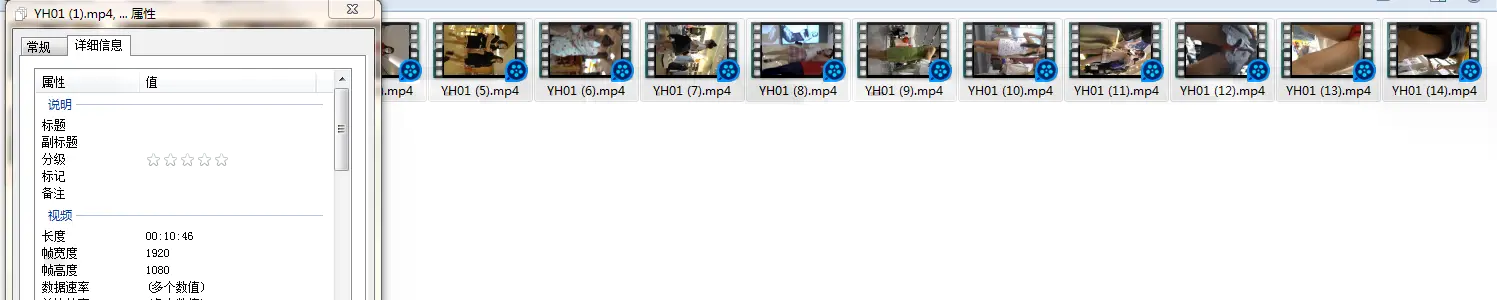 YH01 (1).mp4, ... 属性
常规 详细信息
属性 值
说明
标题
副标题
分级
标记
备注
视频
长度 00:10:46
帧宽度 1920
帧高度 1080
数据速率 (多个数值)
).mp4 YH01 (5).mp4 YH01 (6).mp4 YH01 (7).mp4 YH01 (8).mp4 YH01 (9).mp4 YH01 (10).mp4 YH01 (11).mp4 YH01 (12).mp4 YH01 (13).mp4 YH01 (14).mp4